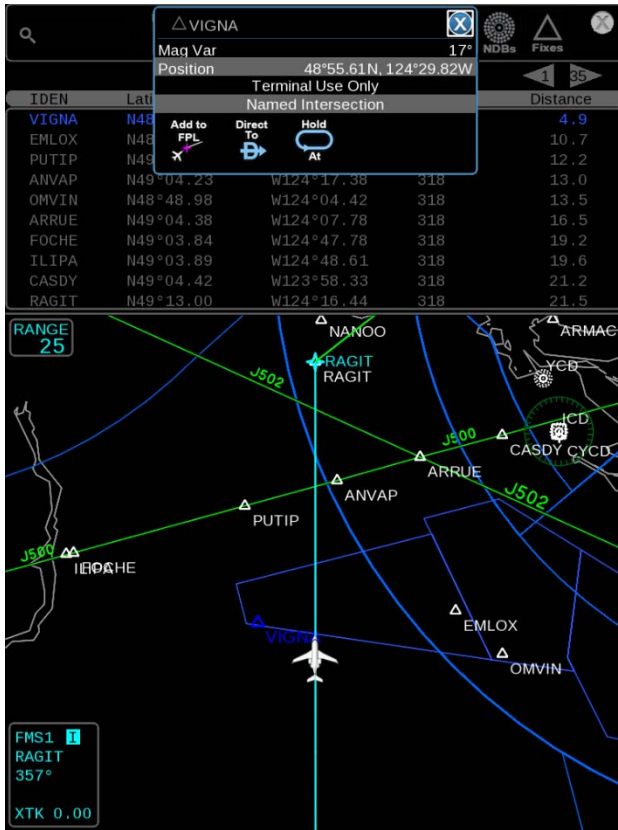 VIGNA
Mag Var 17°
Position 48°55.61N, 124°29.82W
Terminal Use Only
Named Intersection
Add to FPL
Direct To
Hold At
NDBs
Fixes
1 35
IDEN Lati Distance
VIGNA N48 4.9
EMLOX N48 10.7
PUTIP N49 12.2
ANVAP N49°04.23 W124°17.38 318 13.0
OMVIN N48°48.98 W124°04.42 318 13.5
ARRUE N49°04.38 W124°07.78 318 16.5
FOCHE N49°03.84 W124°47.78 318 19.2
ILIPA N49°03.89 W124°48.61 318 19.6
CASDY N49°04.42 W123°58.33 318 21.2
RAGIT N49°13.00 W124°16.44 318 21.5
RANGE
25
NANOO
ARMAC
RAGIT
RAGIT
YCD
J502
ICD
J500
CASDY
CYCD
ARRUE
ANVAP
J502
PUTIP
J500
ILIPA
FOCHE
EMLOX
VIGNA
OMVIN
FMS1 I
RAGIT
357°
XTK 0.00